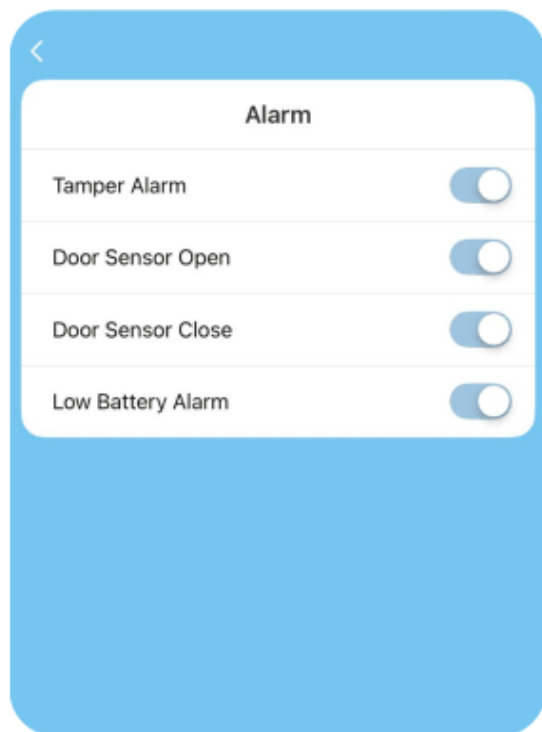 Alarm
Tamper Alarm
Door Sensor Open
Door Sensor Close
Low Battery Alarm